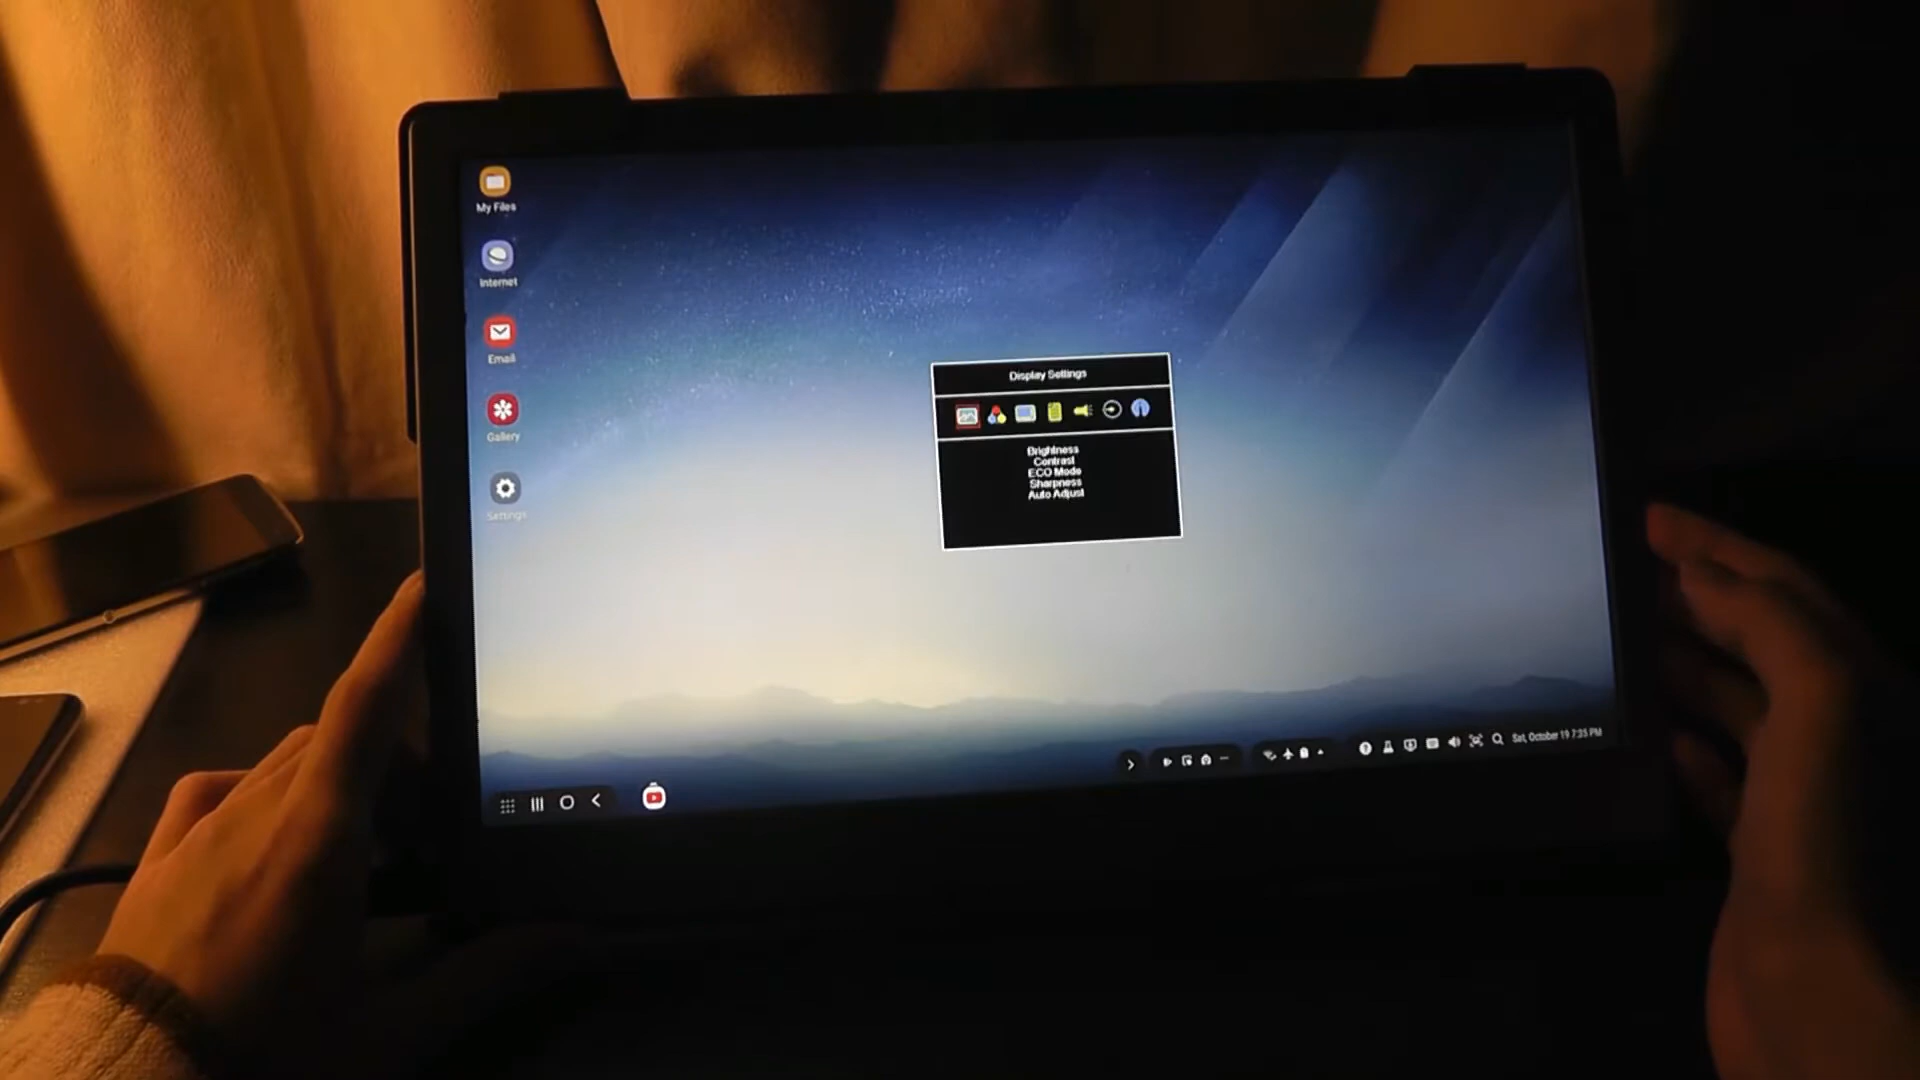 My Files
Internet
Email
Gallery
Settings
Display Settings
Brightness
Contrast
ECO Mode
Sharpness
Auto Adjust
Sat, October 19 7:35 PM